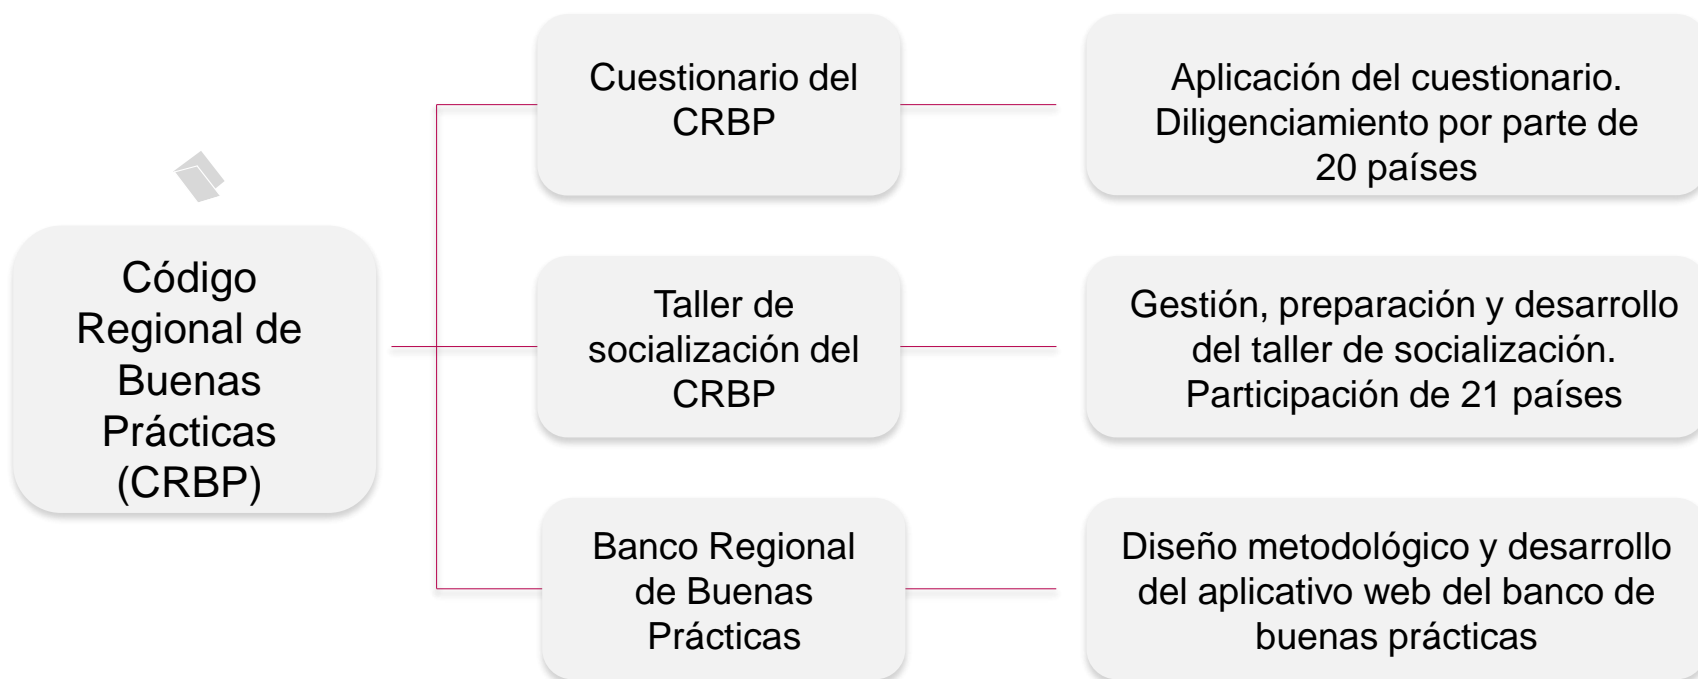 Código
Regional de
Buenas
Prácticas
(CRBP)
Cuestionario del
CRBP
Aplicación del cuestionario.
Diligenciamiento por parte de
20 países
Taller de
socialización del
CRBP
Gestión, preparación y desarrollo
del taller de socialización.
Participación de 21 países
Banco Regional
de Buenas
Prácticas
Diseño metodológico y desarrollo
del aplicativo web del banco de
buenas prácticas